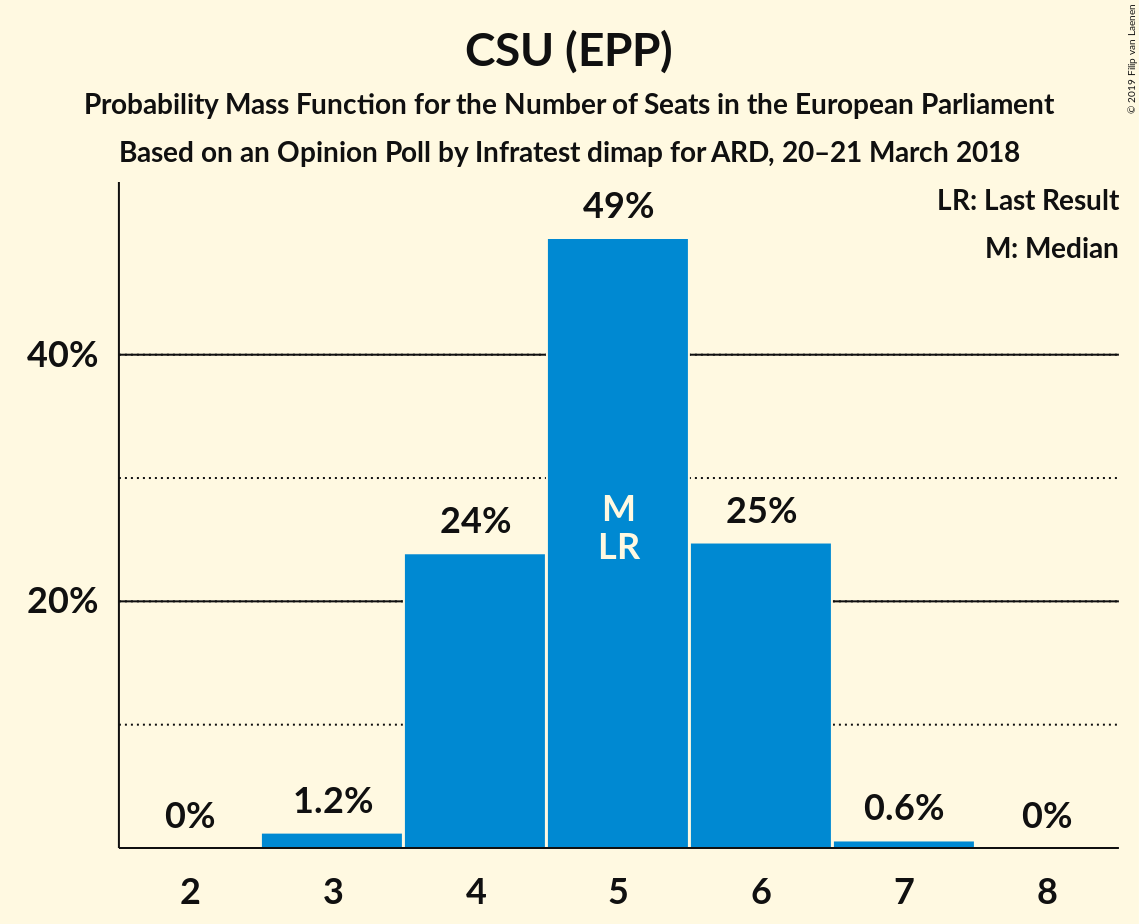 CSU (EPP)
Probability Mass Function for the Number of Seats in the European Parliament
Based on an Opinion Poll by Infratest dimap for ARD, 20–21 March 2018
© 2019 Filip van Laenen
LR: Last Result
M: Median
49%
40%
M
LR
24%
25%
20%
0%
1.2%
0.6%
0%
2
3
4
5
6
7
8